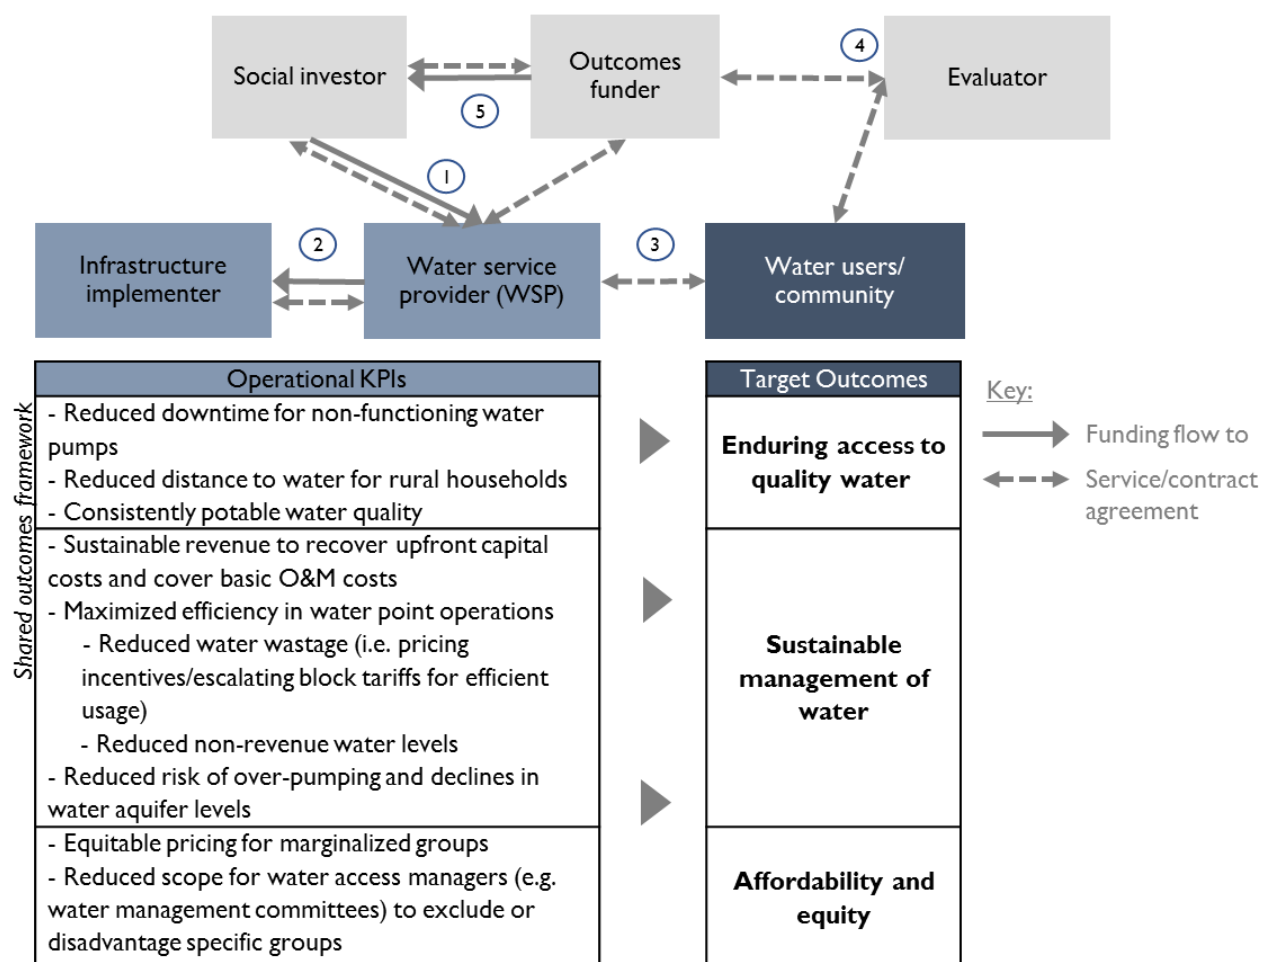 Social investor
Outcomes
funder
4
Evaluator
5
1
Infrastructure
implementer
2
Water service
provider (WSP)
3
Water users/
community
Shared outcomes framework
Operational KPIs
- Reduced downtime for non-functioning water
pumps
- Reduced distance to water for rural households
- Consistently potable water quality
- Sustainable revenue to recover upfront capital
costs and cover basic O&M costs
- Maximized efficiency in water point operations
- Reduced water wastage (i.e. pricing
incentives/escalating block tariffs for efficient
usage)
- Reduced non-revenue water levels
- Reduced risk of over-pumping and declines in
water aquifer levels
- Equitable pricing for marginalized groups
- Reduced scope for water access managers (e.g.
water management committees) to exclude or
disadvantage specific groups
Target Outcomes
Enduring access to
quality water
Sustainable
management of
water
Affordability and
equity
Key:
Funding flow to
Service/contract
agreement